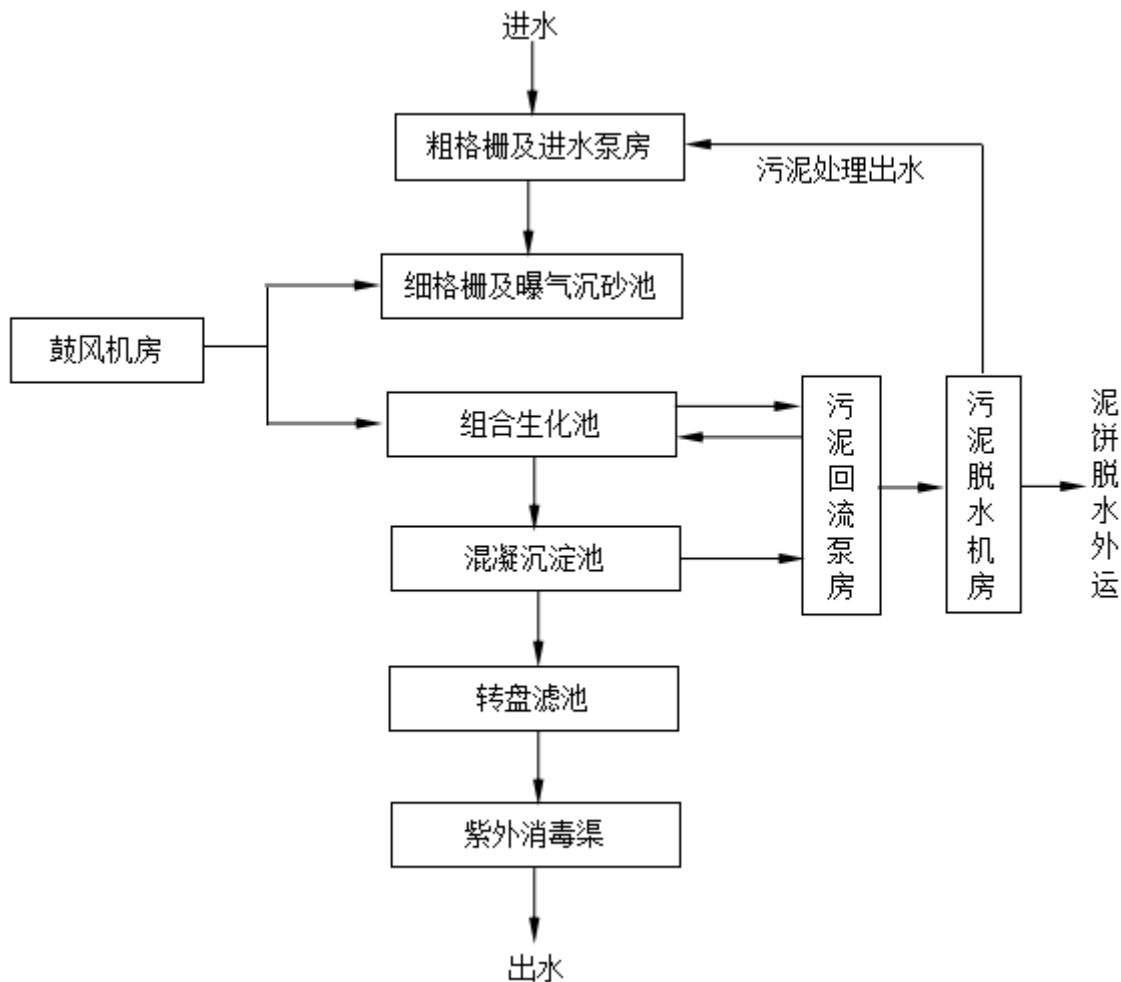 进水
粗格栅及进水泵房
污泥处理出水
细格栅及曝气沉砂池
鼓风机房
组合生化池
污泥回流泵房
污泥脱水机房
泥饼脱水外运
混凝沉淀池
转盘滤池
紫外消毒渠
出水